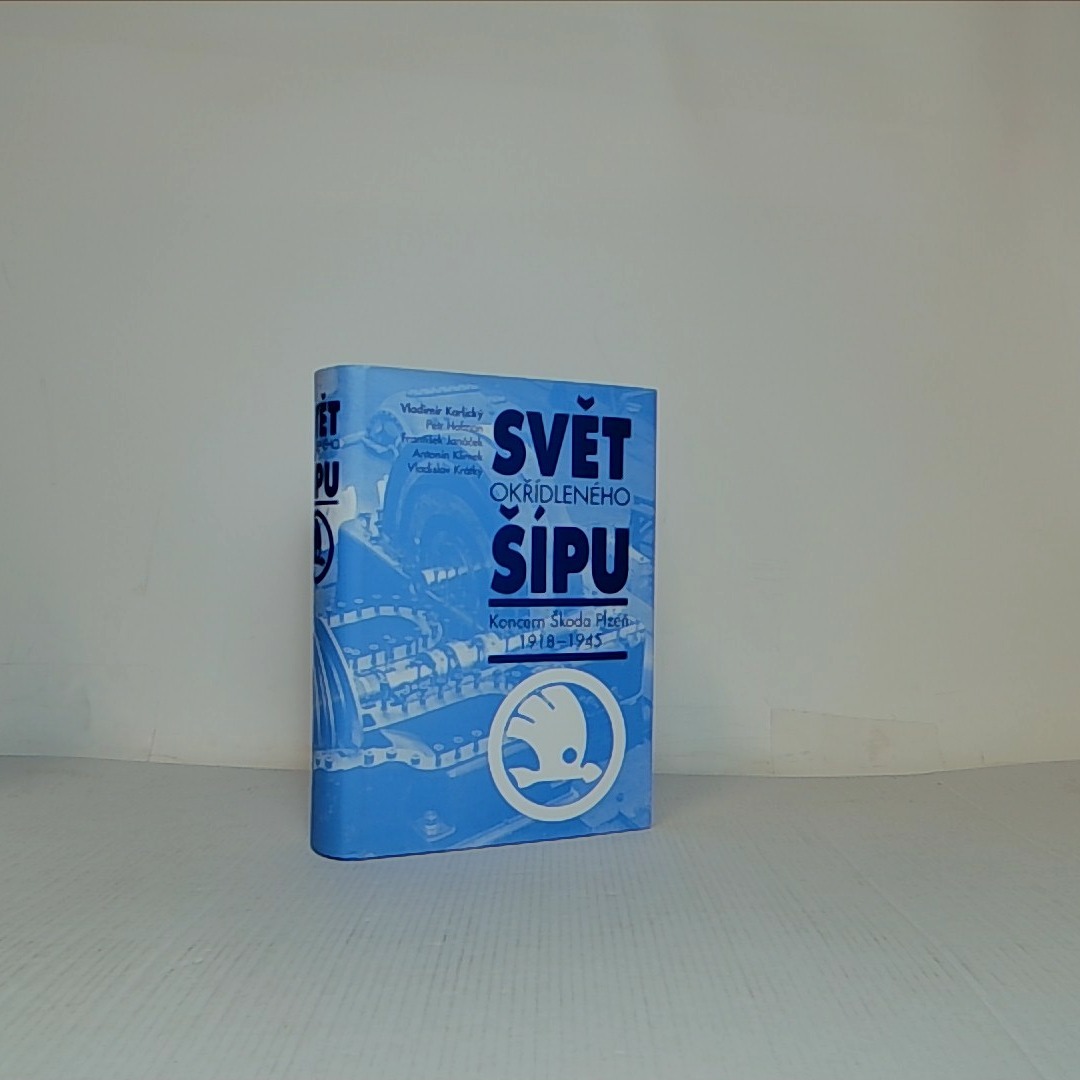 Vladimír Karlický
Petr Hofman
František Janáček
Antonín Klimek
Vladislav Krátký
SVĚT
OKŘÍDLENÉHO
ŠÍPU
Koncern Škoda Plzeň
1918–1945